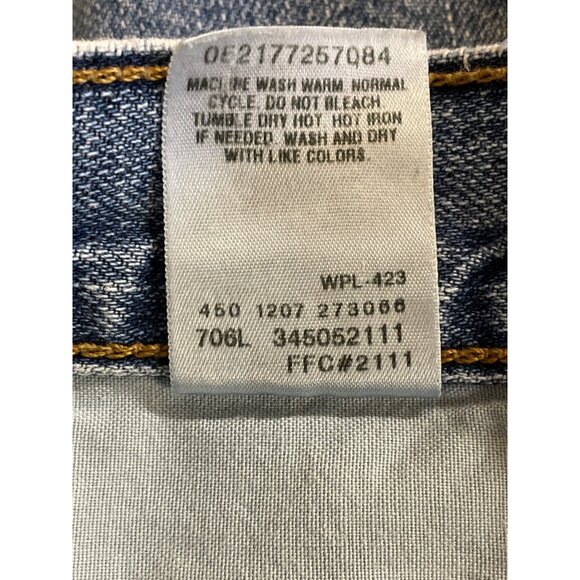 0E2177257084
MACHINE WASH WARM, NORMAL
CYCLE. DO NOT BLEACH
TUMBLE DRY HOT. HOT IRON
IF NEEDED. WASH AND DRY
WITH LIKE COLORS.
WPL-423
450 1207 273066
706L 345052111
FFC#2111